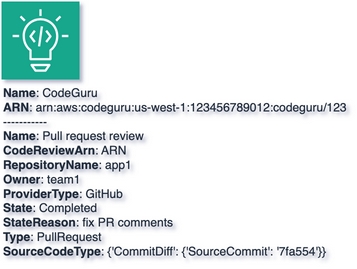 Name: CodeGuru
ARN: arn:aws:codeguru:us-west-1:123456789012:codeguru/123
-----------
Name: Pull request review
CodeReviewArn: ARN
RepositoryName: app1
Owner: team1
ProviderType: GitHub
State: Completed
StateReason: fix PR comments
Type: PullRequest
SourceCodeType: {'CommitDiff': {'SourceCommit': '7fa554'}}